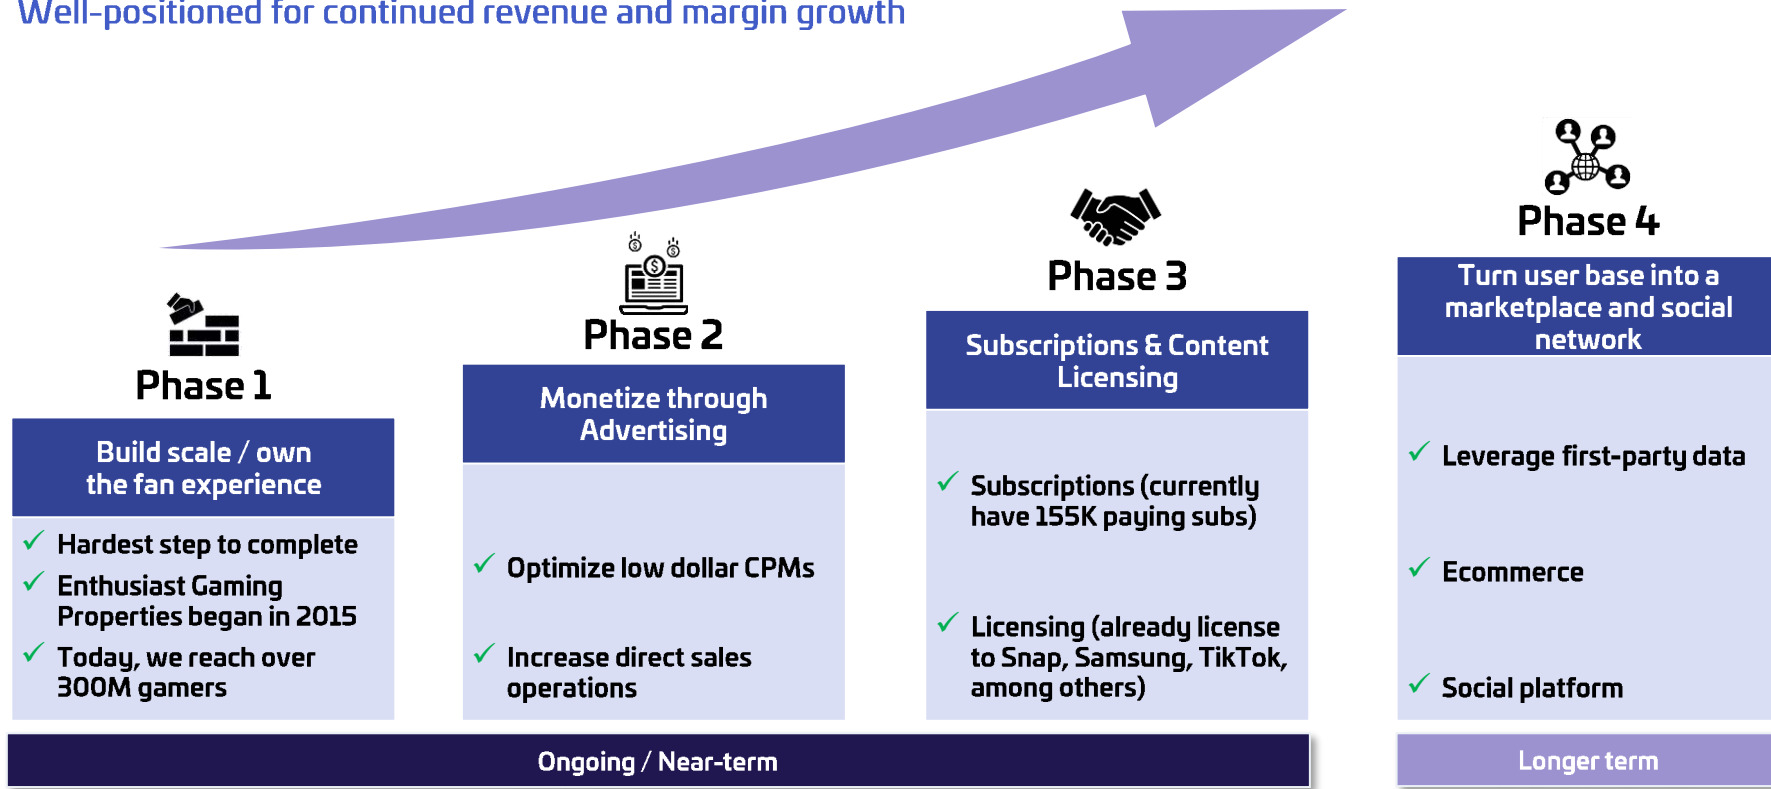 Well-positioned for continued revenue and margin growth
Phase 1
Build scale / own
the fan experience
Hardest step to complete
Enthusiast Gaming
Properties began in 2015
Today, we reach over
300M gamers
Phase 2
Monetize through
Advertising
Optimize low dollar CPMs
Increase direct sales
operations
Phase 3
Subscriptions & Content
Licensing
Subscriptions (currently
have 155K paying subs)
Licensing (already license
to Snap, Samsung, TikTok,
among others)
Phase 4
Turn user base into a
marketplace and social
network
Leverage first-party data
Ecommerce
Social platform
Ongoing / Near-term
Longer term